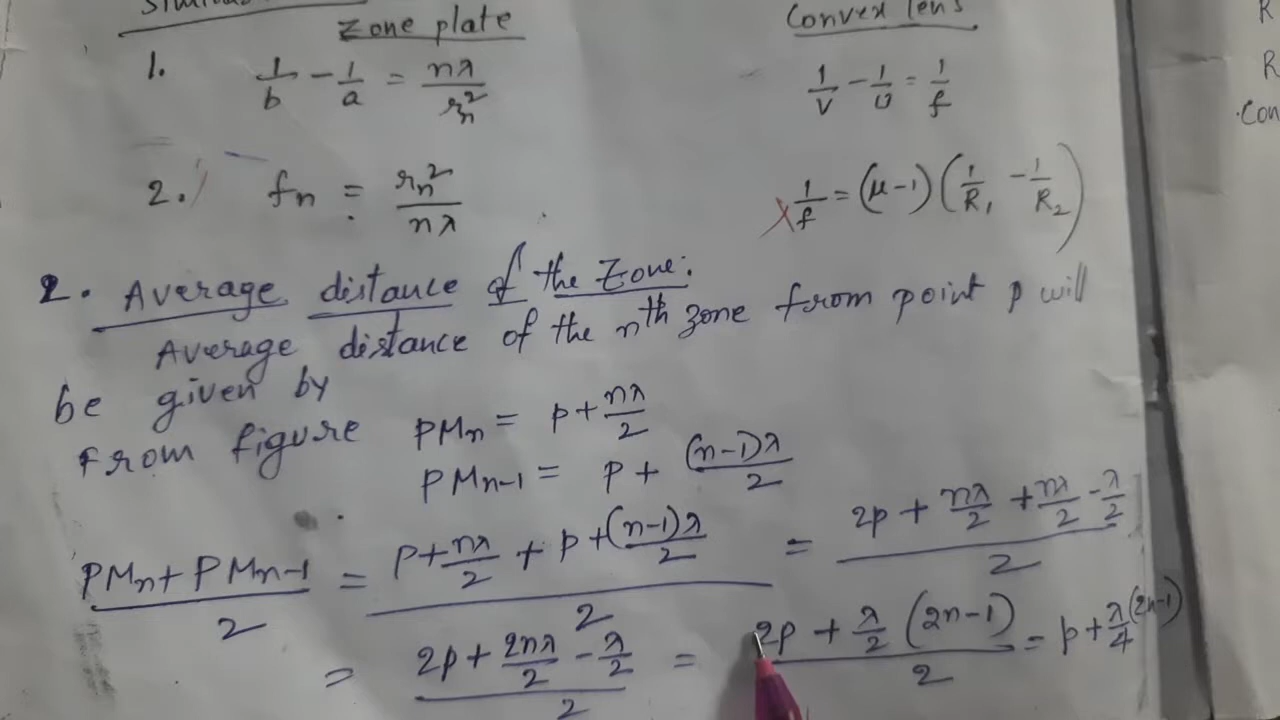 Zone plate
Convex lens
1. 1/b - 1/a = nλ/rn²
1/v - 1/u = 1/f
2. fn = rn²/nλ
1/f = (μ-1)(1/R1 - 1/R2)
2. Average distance of the Zone:
Average distance of the nth zone from point p will
be given by
From figure PMn = p + nλ/2
PMn-1 = p + (n-1)λ/2
(PMn + PMn-1)/2 = (p + nλ/2 + p + (n-1)λ/2)/2 = (2p + nλ/2 + nλ/2 - λ/2)/2
= (2p + 2nλ/2 - λ/2)/2 = (2p + λ/2 (2n-1))/2 = p + λ/4 (2n-1)
R
R
Con